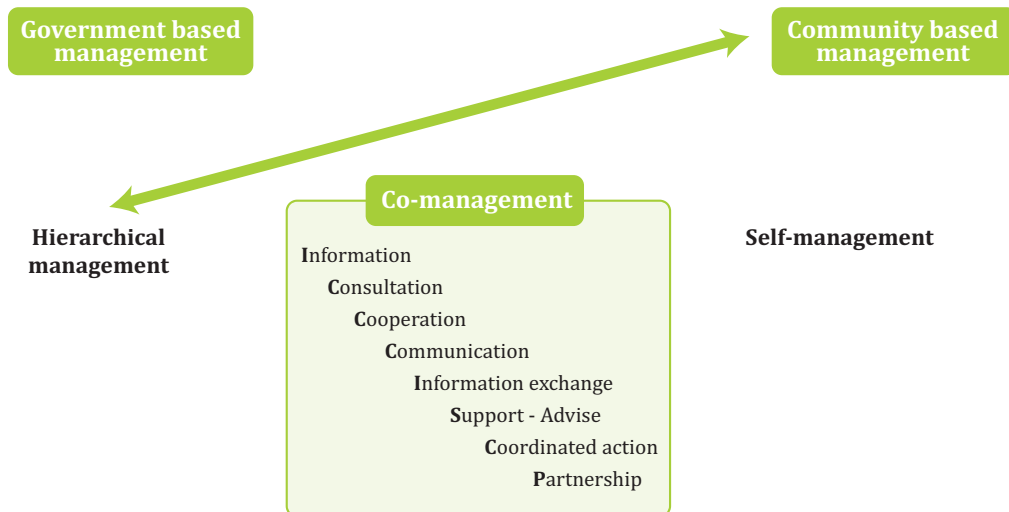 Government based
management
Community based
management
Co-management
Hierarchical
management
Self-management
Information
Consultation
Cooperation
Communication
Information exchange
Support - Advise
Coordinated action
Partnership